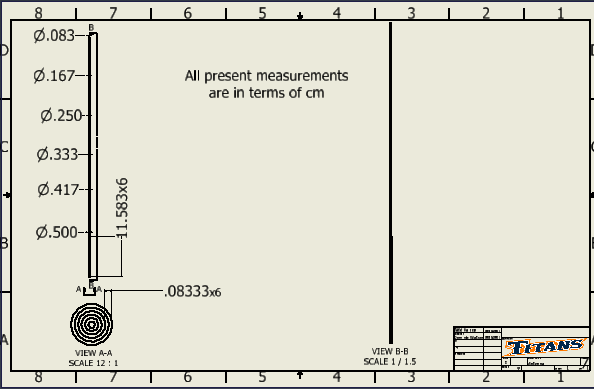 8 7 6 5 4 3 2 1
B
Ø.083
D
Ø.167
All present measurements
are in terms of cm
Ø.250
C
Ø.333
Ø.417
11.583x6
Ø.500
B
A A
.08333x6
VIEW A-A
SCALE 12 : 1
VIEW B-B
SCALE 1 / 1.5
A
TITANS
8 7 6 5 4 3 2 1